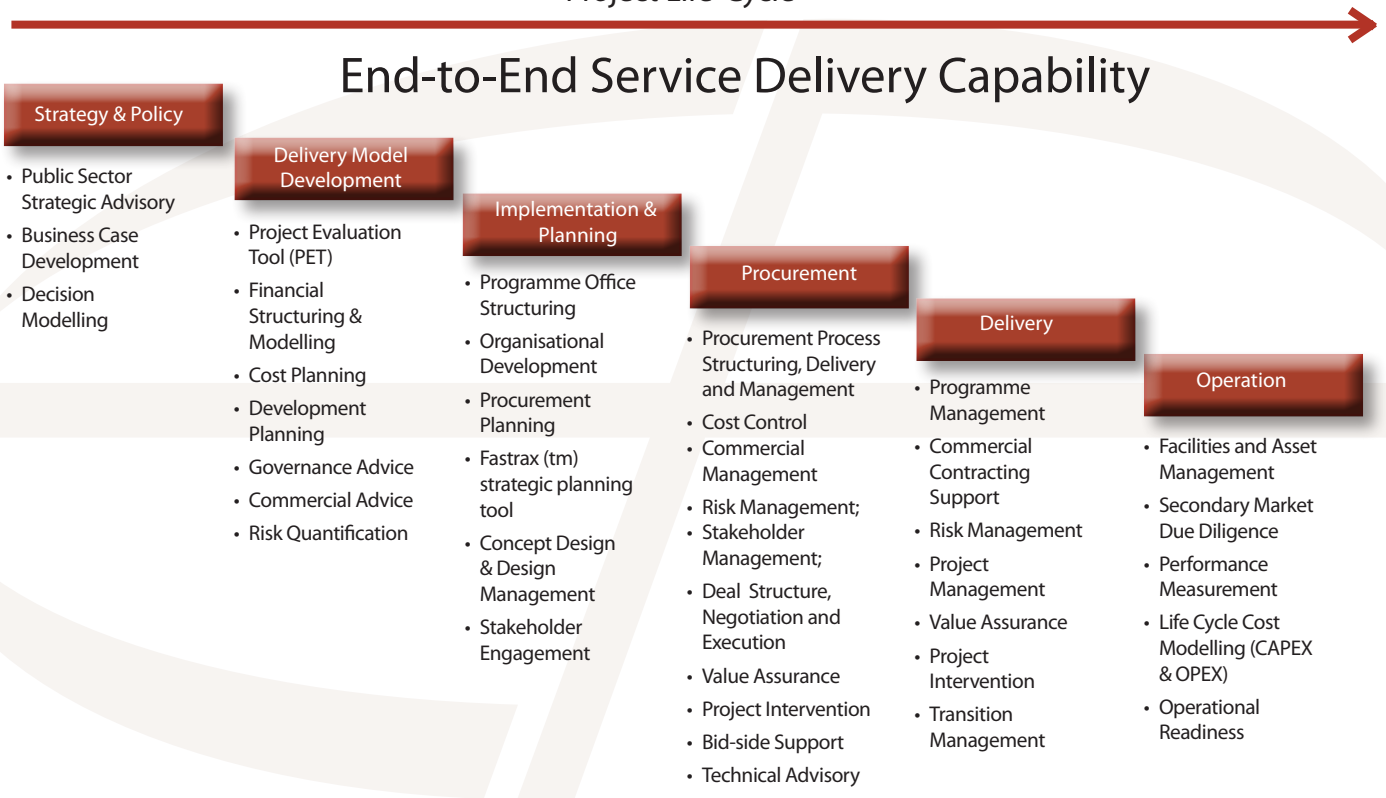 Project Life-Cycle
End-to-End Service Delivery Capability
Strategy & Policy
• Public Sector
Strategic Advisory
• Business Case
Development
• Decision
Modelling
Delivery Model
Development
• Project Evaluation
Tool (PET)
• Financial
Structuring &
Modelling
• Cost Planning
• Development
Planning
• Governance Advice
• Commercial Advice
• Risk Quantification
Implementation &
Planning
• Programme Office
Structuring
• Organisational
Development
• Procurement
Planning
• Fastrax (tm)
strategic planning
tool
• Concept Design
& Design
Management
• Stakeholder
Engagement
Procurement
• Procurement Process
Structuring, Delivery
and Management
• Cost Control
• Commercial
Management
• Risk Management;
• Stakeholder
Management;
• Deal Structure,
Negotiation and
Execution
• Value Assurance
• Project Intervention
• Bid-side Support
• Technical Advisory
Delivery
• Programme
Management
• Commercial
Contracting
Support
• Risk Management
• Project
Management
• Value Assurance
• Project
Intervention
• Transition
Management
Operation
• Facilities and Asset
Management
• Secondary Market
Due Diligence
• Performance
Measurement
• Life Cycle Cost
Modelling (CAPEX
& OPEX)
• Operational
Readiness